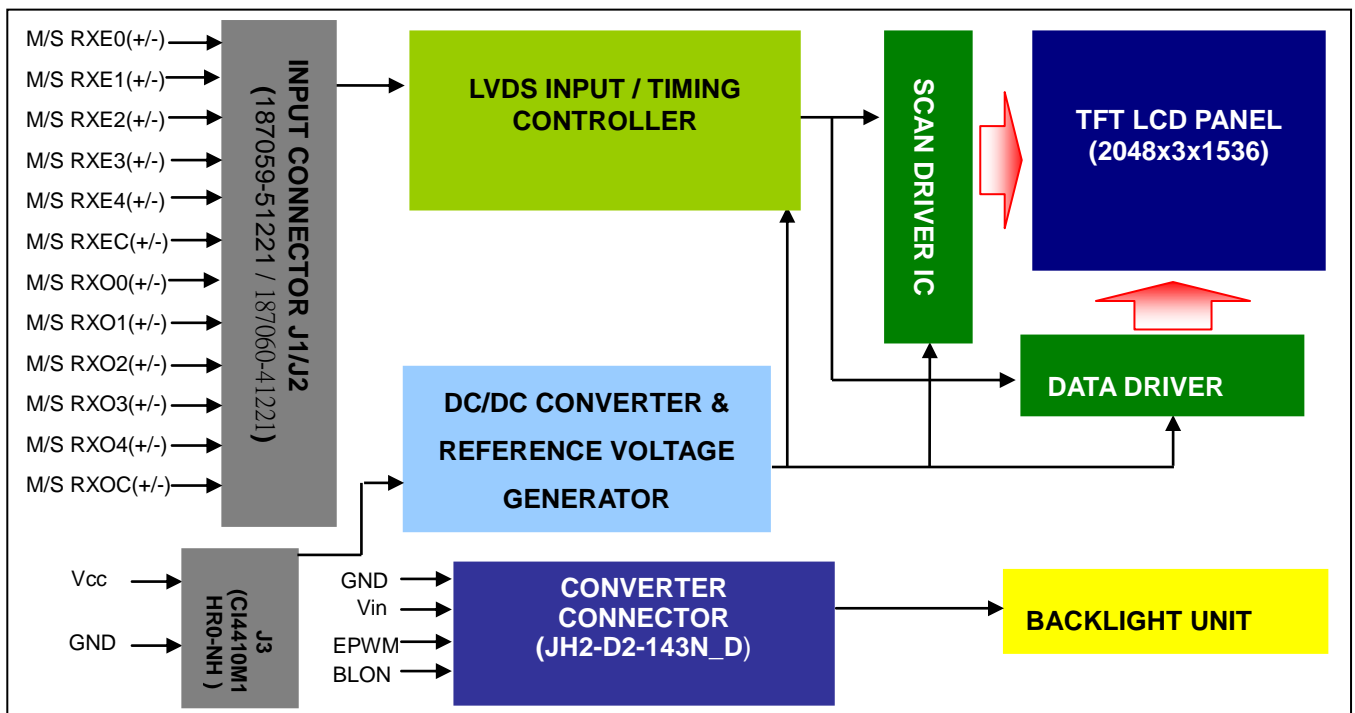 M/S RXE0(+/-)
M/S RXE1(+/-)
M/S RXE2(+/-)
M/S RXE3(+/-)
M/S RXE4(+/-)
M/S RXEC(+/-)
M/S RXO0(+/-)
M/S RXO1(+/-)
M/S RXO2(+/-)
M/S RXO3(+/-)
M/S RXO4(+/-)
M/S RXOC(+/-)
INPUT CONNECTOR J1/J2
(187059-51221 / 187060-41221)
LVDS INPUT / TIMING
CONTROLLER
SCAN DRIVER IC
TFT LCD PANEL
(2048x3x1536)
DATA DRIVER
DC/DC CONVERTER &
REFERENCE VOLTAGE
GENERATOR
Vcc
GND
J3
(CI4410M1
HR0-NH )
GND
Vin
EPWM
BLON
CONVERTER
CONNECTOR
(JH2-D2-143N_D)
BACKLIGHT UNIT